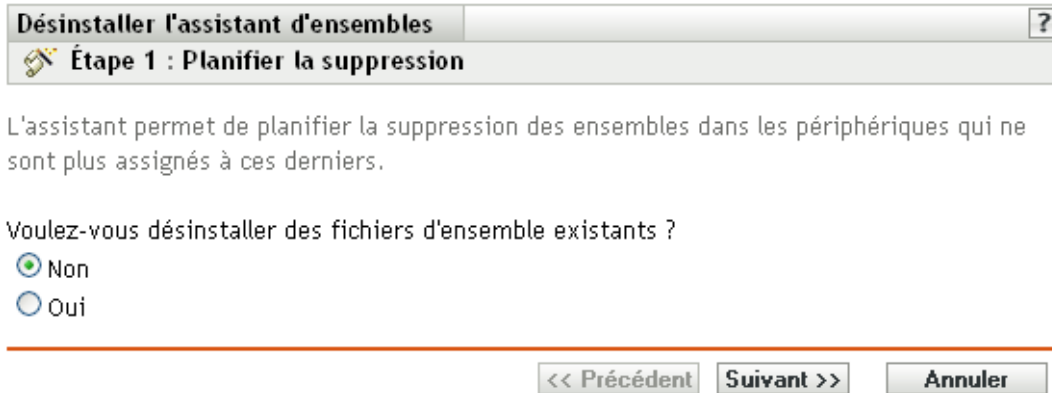 Désinstaller l'assistant d'ensembles
?
Étape 1 : Planifier la suppression
L'assistant permet de planifier la suppression des ensembles dans les périphériques qui ne
sont plus assignés à ces derniers.
Voulez-vous désinstaller des fichiers d'ensemble existants ?
Non
Oui
<< Précédent
Suivant >>
Annuler